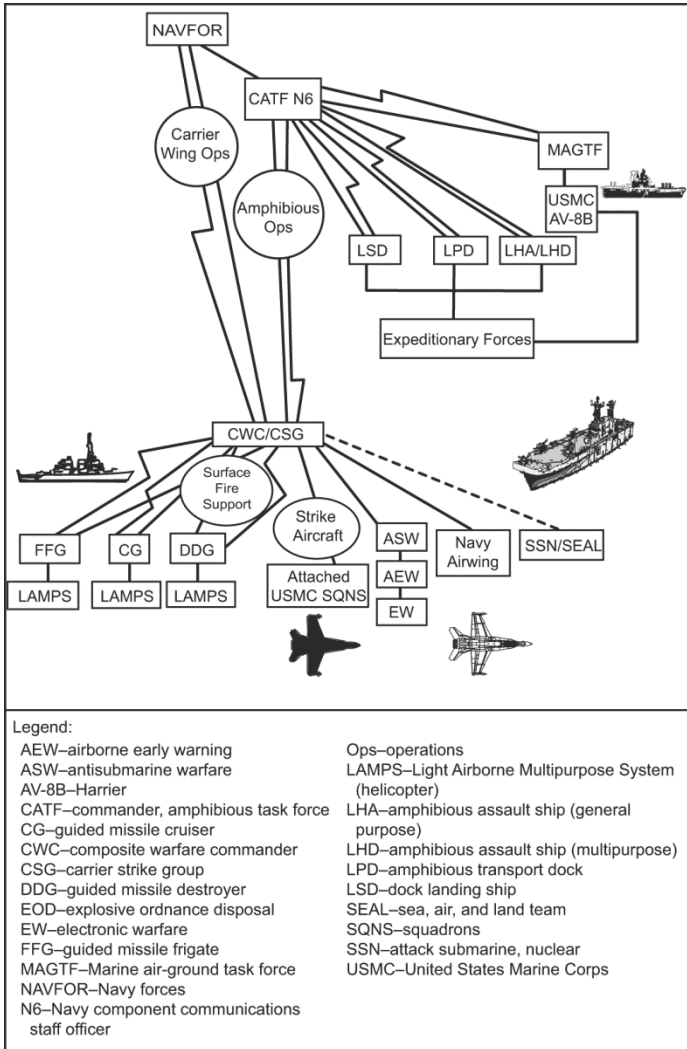 NAVFOR
CATF N6
Carrier
Wing Ops
MAGTF
USMC
AV-8B
Amphibious
Ops
LSD
LPD
LHA/LHD
Expeditionary Forces
CWC/CSG
Surface
Fire
Support
Strike
Aircraft
FFG
CG
DDG
ASW
Navy
Airwing
SSN/SEAL
LAMPS
LAMPS
LAMPS
Attached
USMC SQNS
AEW
EW
Legend:
AEW–airborne early warning
ASW–antisubmarine warfare
AV-8B–Harrier
CATF–commander, amphibious task force
CG–guided missile cruiser
CWC–composite warfare commander
CSG–carrier strike group
DDG–guided missile destroyer
EOD–explosive ordnance disposal
EW–electronic warfare
FFG–guided missile frigate
MAGTF–Marine air-ground task force
NAVFOR–Navy forces
N6–Navy component communications
staff officer
Ops–operations
LAMPS–Light Airborne Multipurpose System
(helicopter)
LHA–amphibious assault ship (general
purpose)
LHD–amphibious assault ship (multipurpose)
LPD–amphibious transport dock
LSD–dock landing ship
SEAL–sea, air, and land team
SQNS–squadrons
SSN–attack submarine, nuclear
USMC–United States Marine Corps